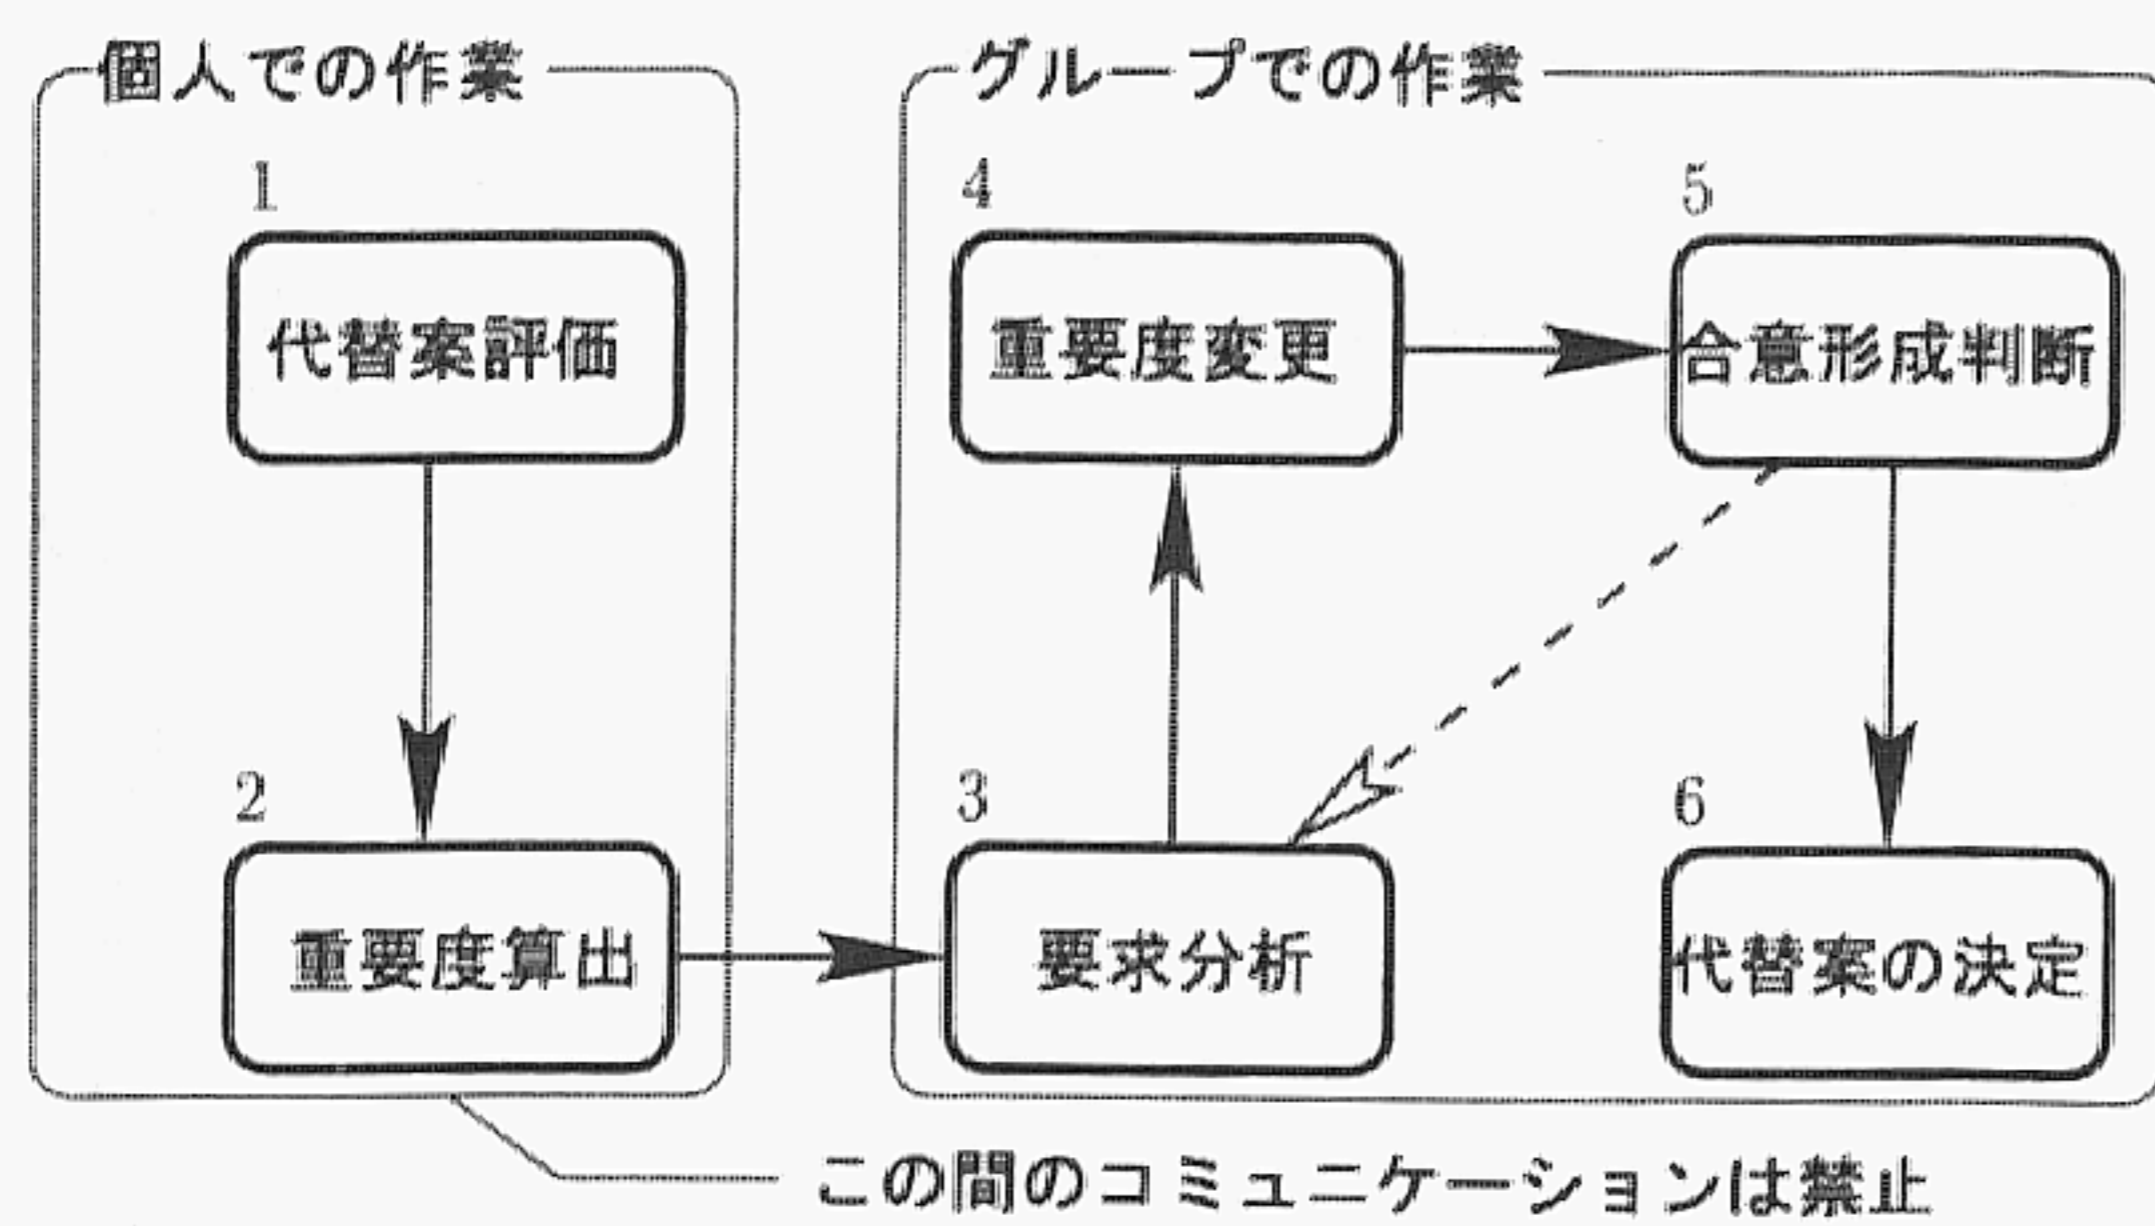 個人での作業
グループでの作業
1
代替案評価
4
重要度変更
5
合意形成判断
2
重要度算出
3
要求分析
6
代替案の決定
この間のコミュニケーションは禁止